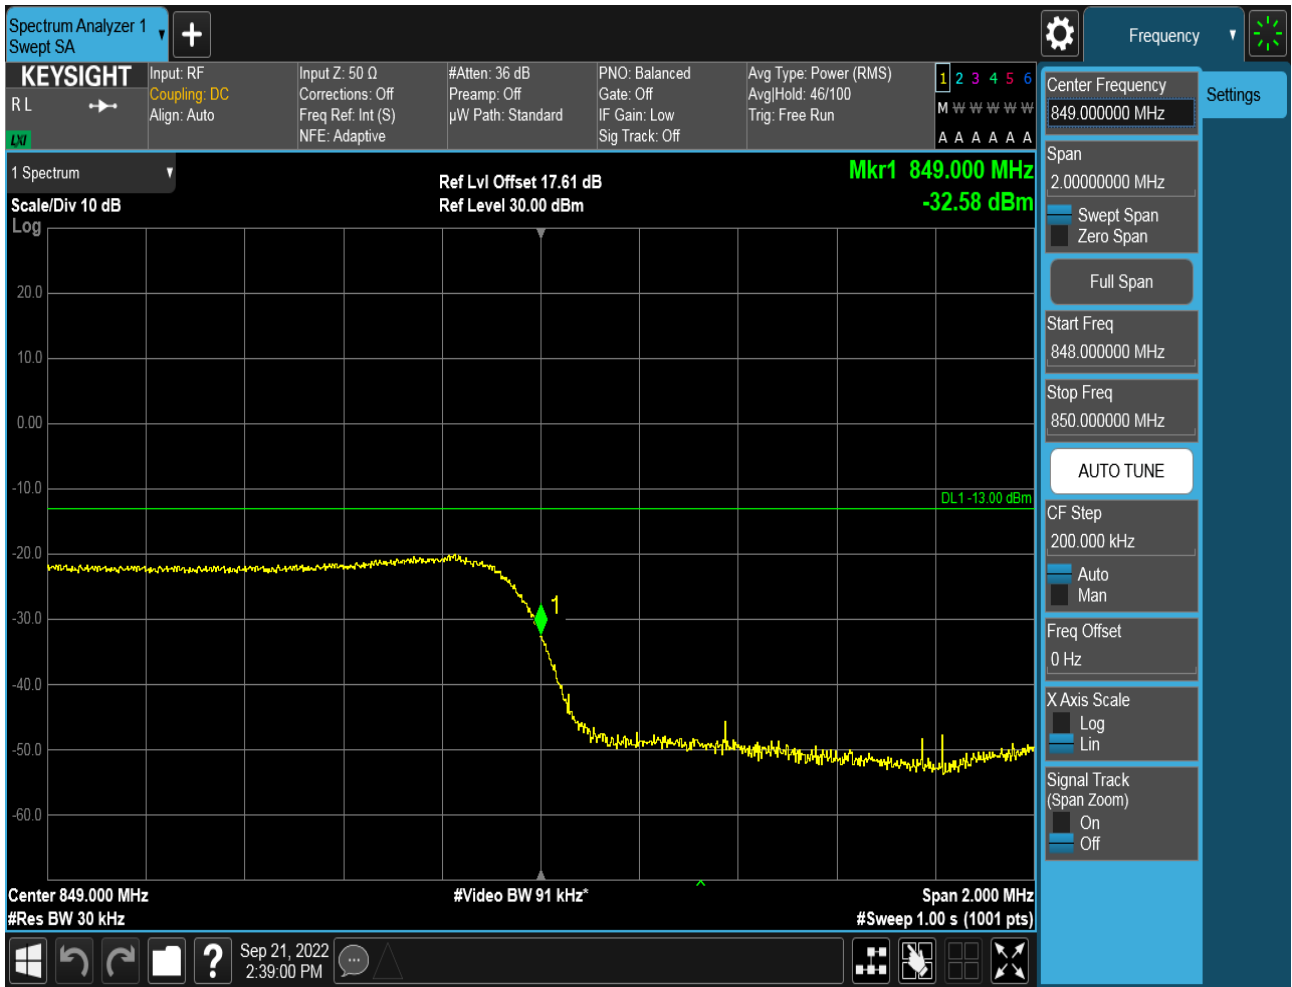 Spectrum Analyzer 1
Swept SA
Frequency
KEYSIGHT
R L
LXI
Input: RF
Coupling: DC
Align: Auto
Input Z: 50 Ω
Corrections: Off
Freq Ref: Int (S)
NFE: Adaptive
#Atten: 36 dB
Preamp: Off
µW Path: Standard
PNO: Balanced
Gate: Off
IF Gain: Low
Sig Track: Off
Avg Type: Power (RMS)
Avg|Hold: 46/100
Trig: Free Run
1 2 3 4 5 6
M W W W W W
A A A A A A
1 Spectrum
Scale/Div 10 dB
Log
Ref Lvl Offset 17.61 dB
Ref Level 30.00 dBm
Mkr1 849.000 MHz
-32.58 dBm
20.0
10.0
0.00
-10.0
-20.0
-30.0
-40.0
-50.0
-60.0
DL1 -13.00 dBm
1
Center 849.000 MHz
#Res BW 30 kHz
#Video BW 91 kHz*
Span 2.000 MHz
#Sweep 1.00 s (1001 pts)
Center Frequency
849.000000 MHz
Settings
Span
2.00000000 MHz
Swept Span
Zero Span
Full Span
Start Freq
848.000000 MHz
Stop Freq
850.000000 MHz
AUTO TUNE
CF Step
200.000 kHz
Auto
Man
Freq Offset
0 Hz
X Axis Scale
Log
Lin
Signal Track
(Span Zoom)
On
Off
?
Sep 21, 2022
2:39:00 PM